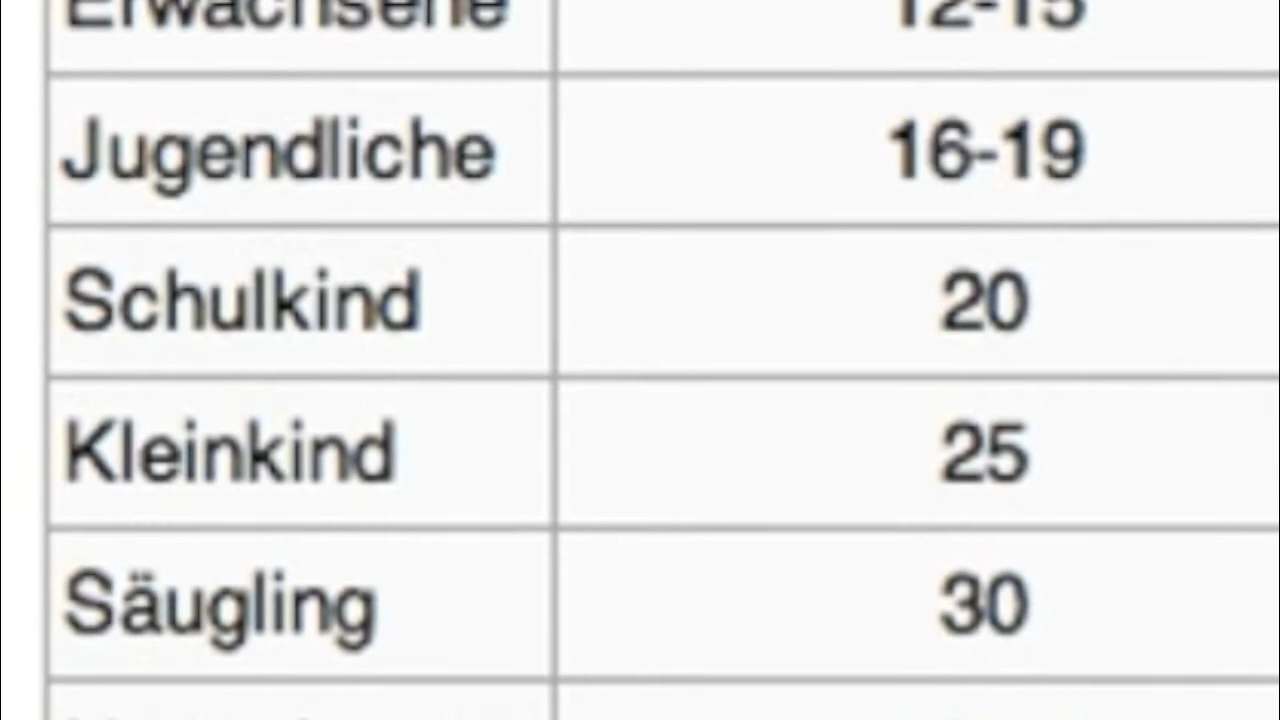 Erwachsene 12-15
Jugendliche 16-19
Schulkind 20
Kleinkind 25
Säugling 30